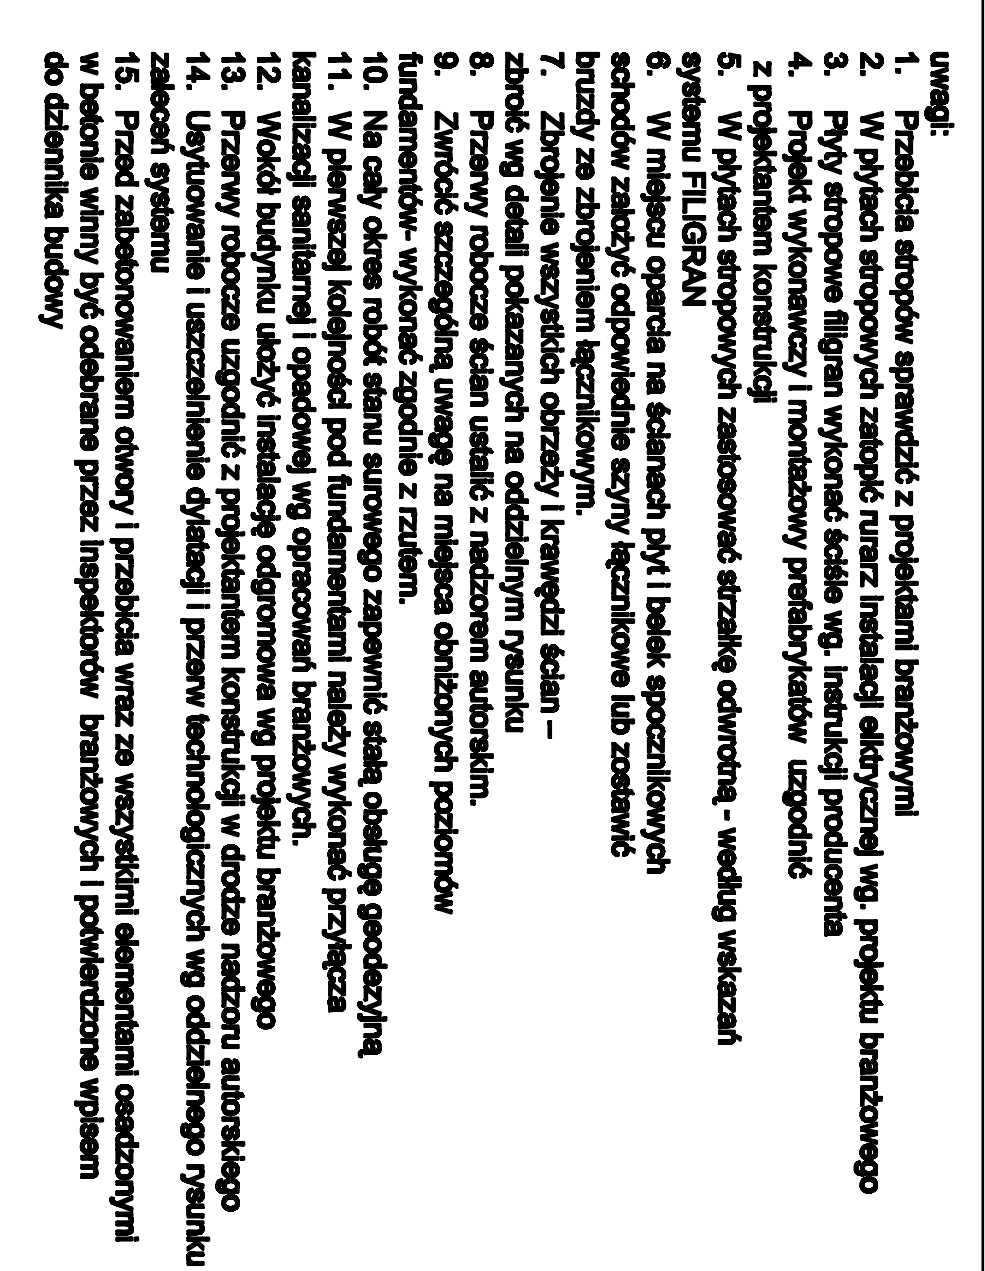 uwagi:
1. Przebicia stropów sprawdzić z projektami branżowymi
2. W płytach stropowych zatopić rurarz instalacji elktrycznej wg. projektu branżowego
3. Płyty stropowe filigran wykonać ściśle wg. instrukcji producenta
4. Projekt wykonawczy i montażowy prefabrykatów uzgodnić
z projektantem konstrukcji
5. W płytach stropowych zastosować strzałkę odwrotną - według wskazań
systemu FILIGRAN
6. W miejscu oparcia na ścianach płyt i belek spocznikowych
schodów założyć odpowiednie szyny łącznikowe lub zostawić
bruzdy ze zbrojeniem łącznikowym.
7. Zbrojenie wszystkich obrzeży i krawędzi ścian –
zbroić wg detali pokazanych na oddzielnym rysunku
8. Przerwy robocze ścian ustalić z nadzorem autorskim.
9. Zwrócić szczególną uwagę na miejsca obniżonych poziomów
fundamentów- wykonać zgodnie z rzutem.
10. Na cały okres robót stanu surowego zapewnić stałą obsługę geodezyjną
11. W pierwszej kolejności pod fundamentami należy wykonać przyłącza
kanalizacji sanitarnej i opadowej wg opracowań branżowych.
12. Wokół budynku ułożyć instalację odgromowa wg projektu branżowego
13. Przerwy robocze uzgodnić z projektantem konstrukcji w drodze nadzoru autorskiego
14. Usytuowanie i uszczelnienie dylatacji i przerw technologicznych wg oddzielnego rysunku
zaleceń systemu
15. Przed zabetonowaniem otwory i przebicia wraz ze wszystkimi elementami osadzonymi
w betonie winny być odebrane przez inspektorów branżowych i potwierdzone wpisem
do dziennika budowy